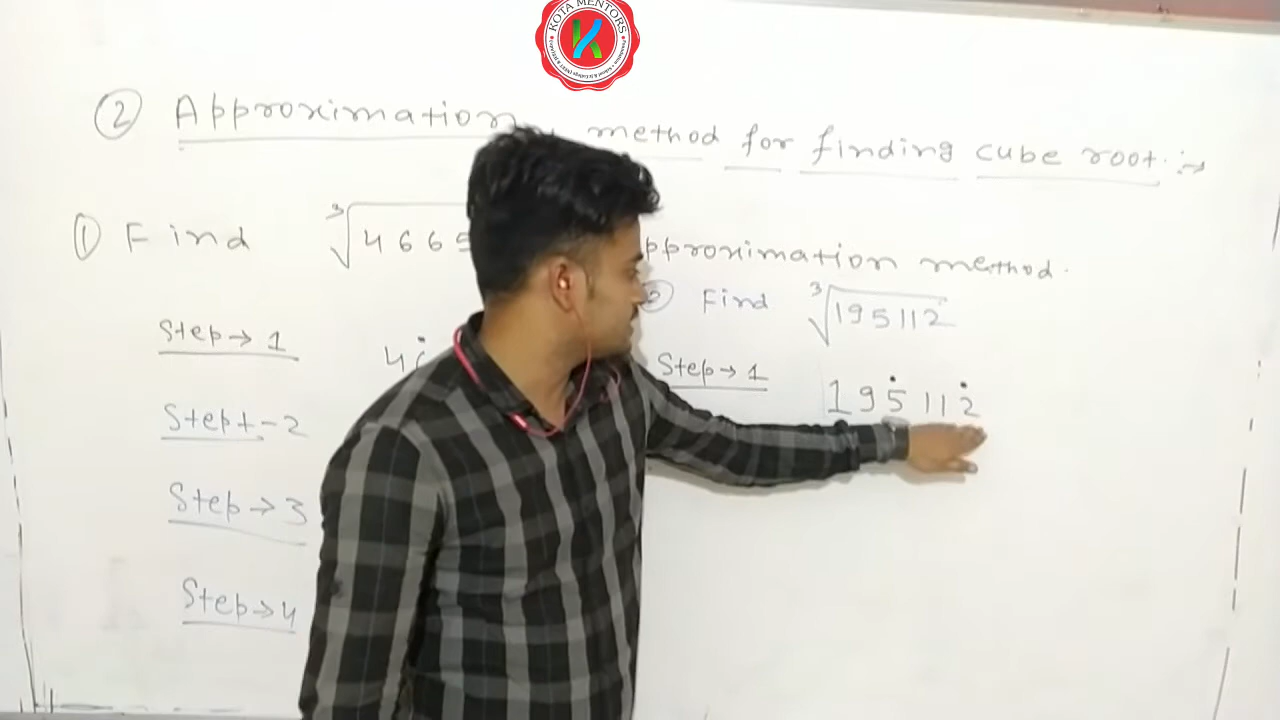 KOTA MENTORS
② Approximation method for finding cube root :→
① Find ∛466
pproximation method.
Find ∛195112
Step→1
Step→1 195112
Step+-2
Step→3
Step→4